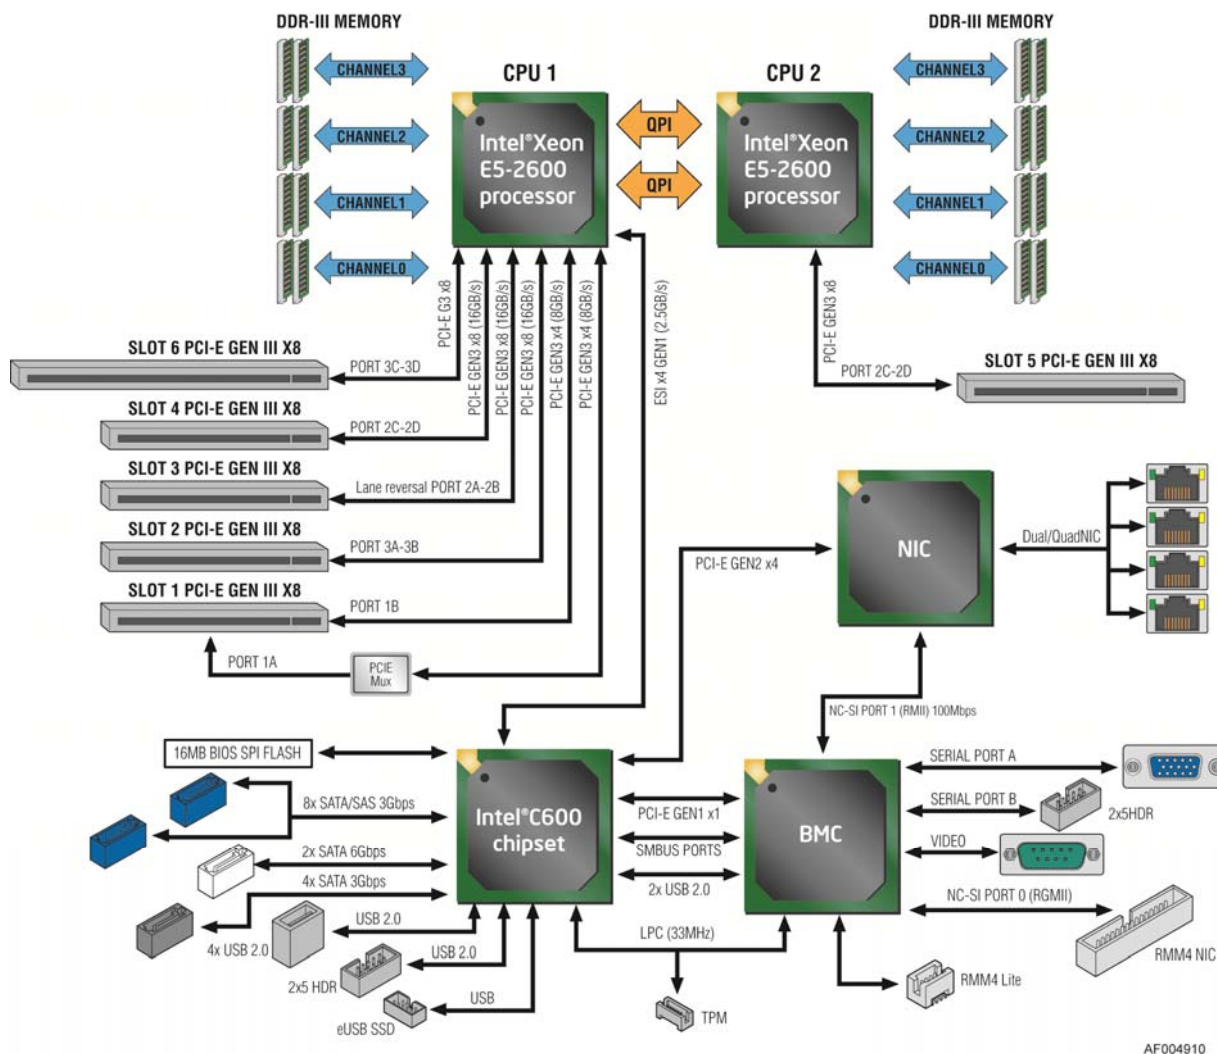 DDR-III MEMORY
DDR-III MEMORY
CPU 1
CPU 2
CHANNEL3
CHANNEL3
CHANNEL2
CHANNEL2
CHANNEL1
CHANNEL1
CHANNEL0
CHANNEL0
Intel®Xeon
E5-2600
processor
QPI
QPI
Intel®Xeon
E5-2600
processor
PCI-E G3 x8
PCI-E GEN3 x8 (16GB/s)
PCI-E GEN3 x8 (16GB/s)
PCI-E GEN3 x8 (16GB/s)
PCI-E GEN3 x4 (8GB/s)
PCI-E GEN3 x4 (8GB/s)
ESI x4 GEN1 (2.5GB/s)
PCI-E GEN3 x8
SLOT 6 PCI-E GEN III X8
PORT 3C-3D
SLOT 5 PCI-E GEN III X8
PORT 2C-2D
SLOT 4 PCI-E GEN III X8
PORT 2C-2D
SLOT 3 PCI-E GEN III X8
Lane reversal PORT 2A-2B
SLOT 2 PCI-E GEN III X8
PORT 3A-3B
SLOT 1 PCI-E GEN III X8
PORT 1B
PORT 1A
PCIE
Mux
NIC
Dual/QuadNIC
PCI-E GEN2 x4
NC-SI PORT 1 (RMII) 100Mbps
16MB BIOS SPI FLASH
8x SATA/SAS 3Gbps
2x SATA 6Gbps
4x SATA 3Gbps
Intel®C600
chipset
PCI-E GEN1 x1
SMBUS PORTS
2x USB 2.0
BMC
SERIAL PORT A
SERIAL PORT B
2x5HDR
VIDEO
NC-SI PORT 0 (RGMII)
RMM4 NIC
USB 2.0
4x USB 2.0
USB 2.0
2x5 HDR
USB
eUSB SSD
LPC (33MHz)
TPM
RMM4 Lite
AF004910